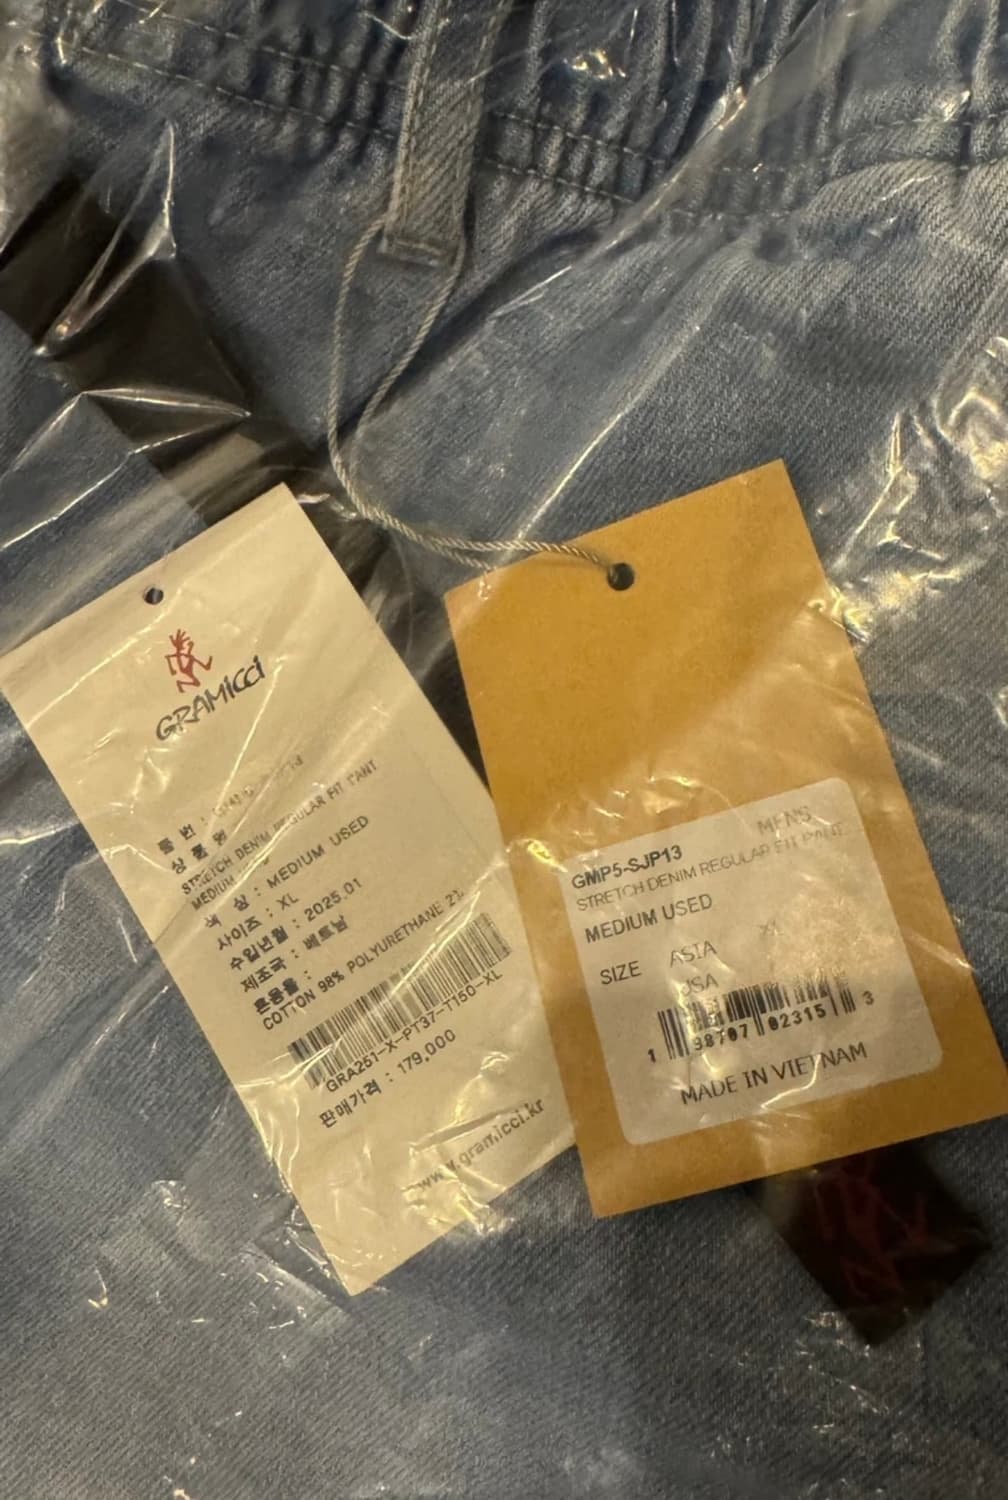 GRAMiCCi
품 번 :
상 품 명
STRETCH DENIM REGULAR FIT PANT
MEDIUM
색 상 : MEDIUM USED
사이즈 : XL
수입년월 : 2025.01
제조국 : 베트남
혼용율 :
COTTON 98% POLYURETHANE 2%
GRA251-X-PT37-T150-XL
판매가격 : 179,000
www.gramicci.kr
MEN'S
GMP5-SJP13
STRETCH DENIM REGULAR FIT PANT
MEDIUM USED
SIZE ASIA XL
USA
1 98707 02315 3
MADE IN VIETNAM